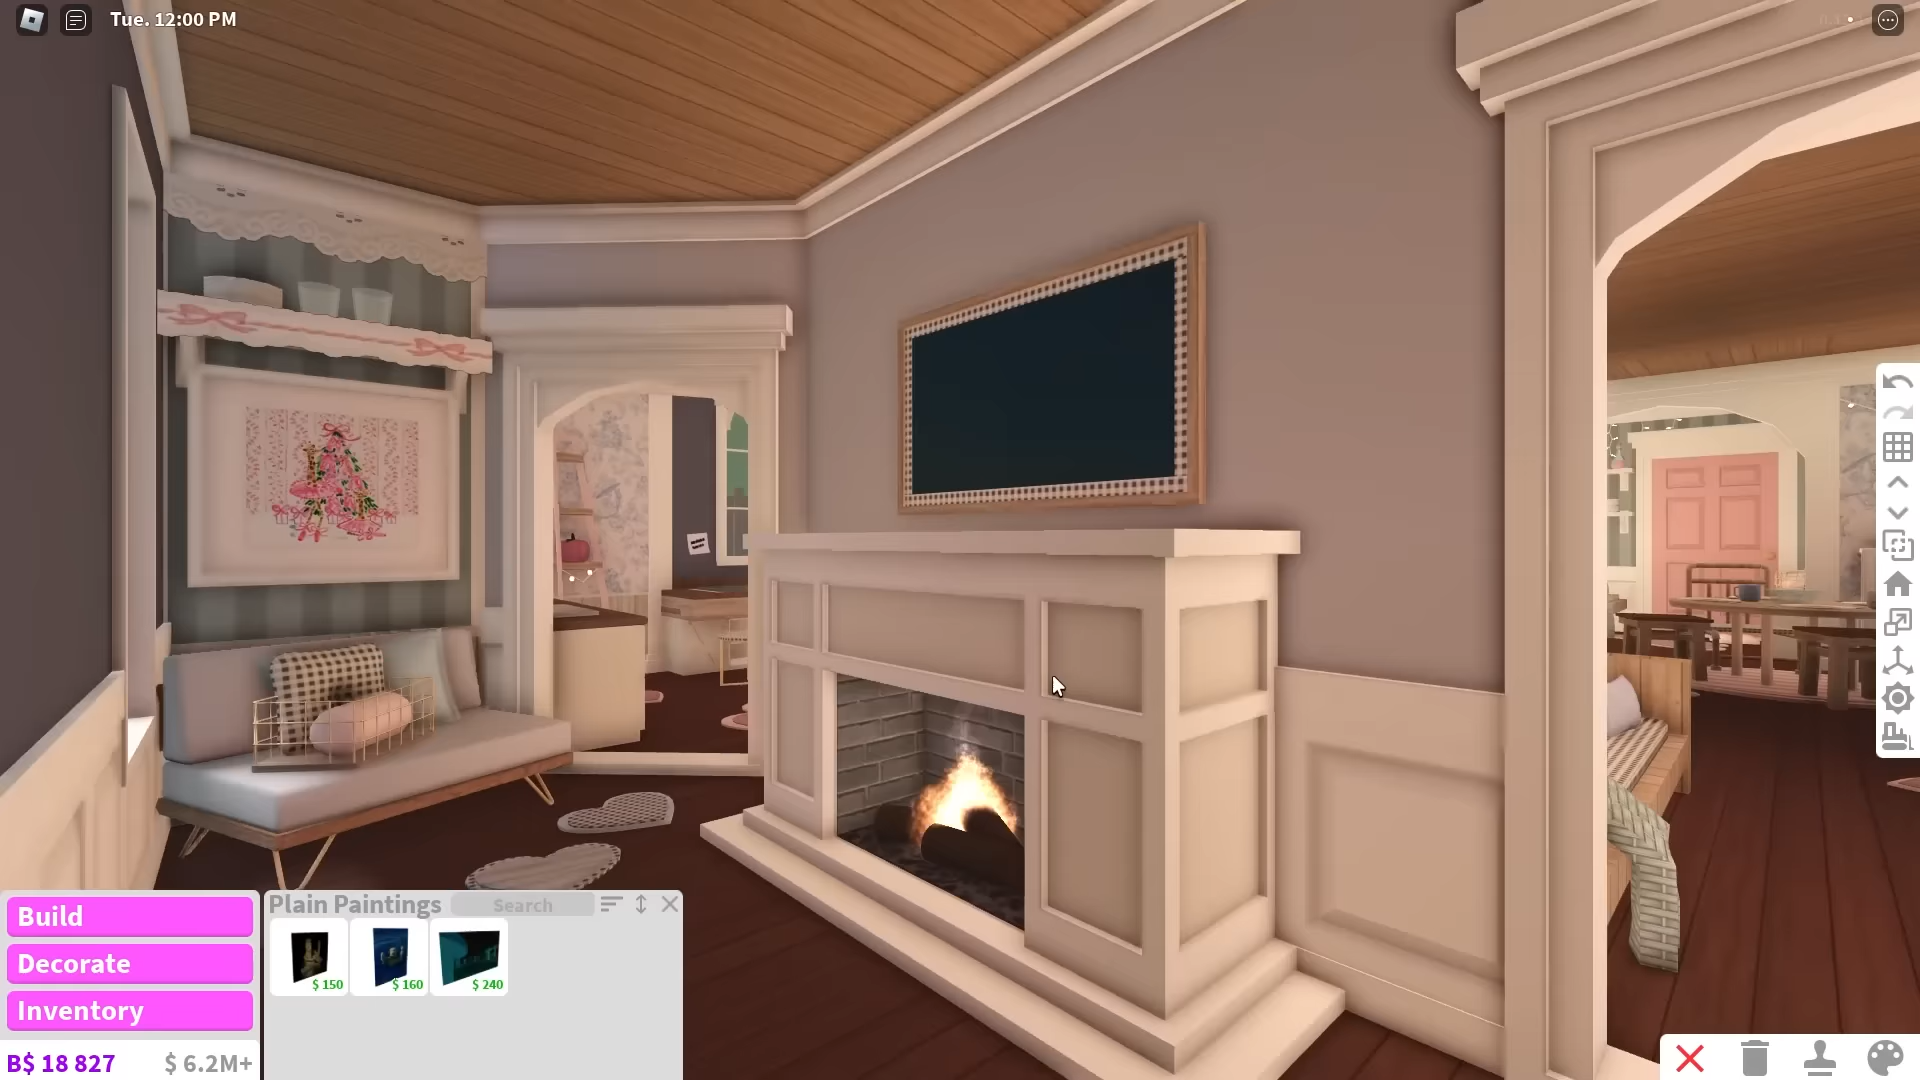 Tue. 12:00 PM
Build
Decorate
Inventory
B$ 18 827
$ 6.2M+
Plain Paintings
Search
$ 150
$ 160
$ 240